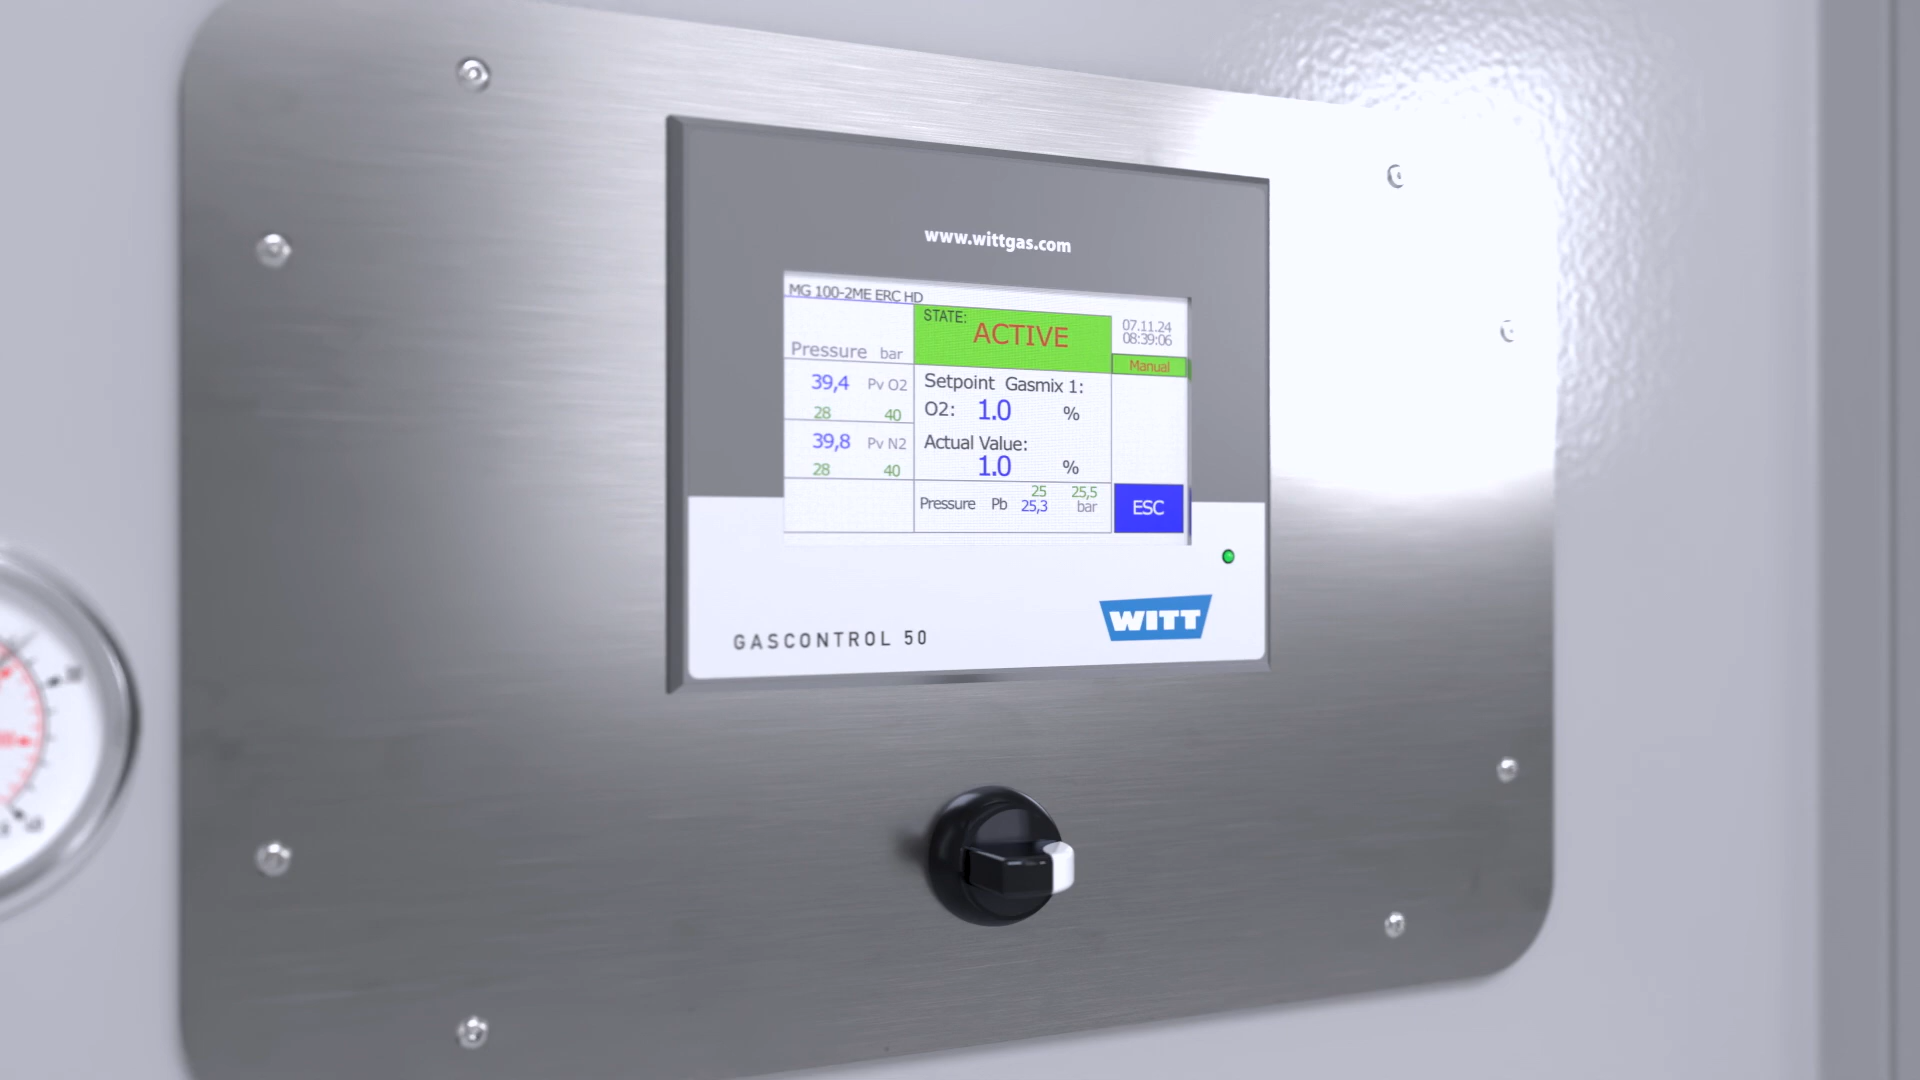 www.wittgas.com
MG 100-2ME ERC HD
STATE:
ACTIVE
07.11.24
08:39:06
Manual
Pressure bar
39,4 Pv O2
28 40
39,8 Pv N2
28 40
Setpoint Gasmix 1:
O2: 1.0 %
Actual Value:
1.0 %
25 25,5
Pressure Pb 25,3 bar
ESC
WITT
GASCONTROL 50